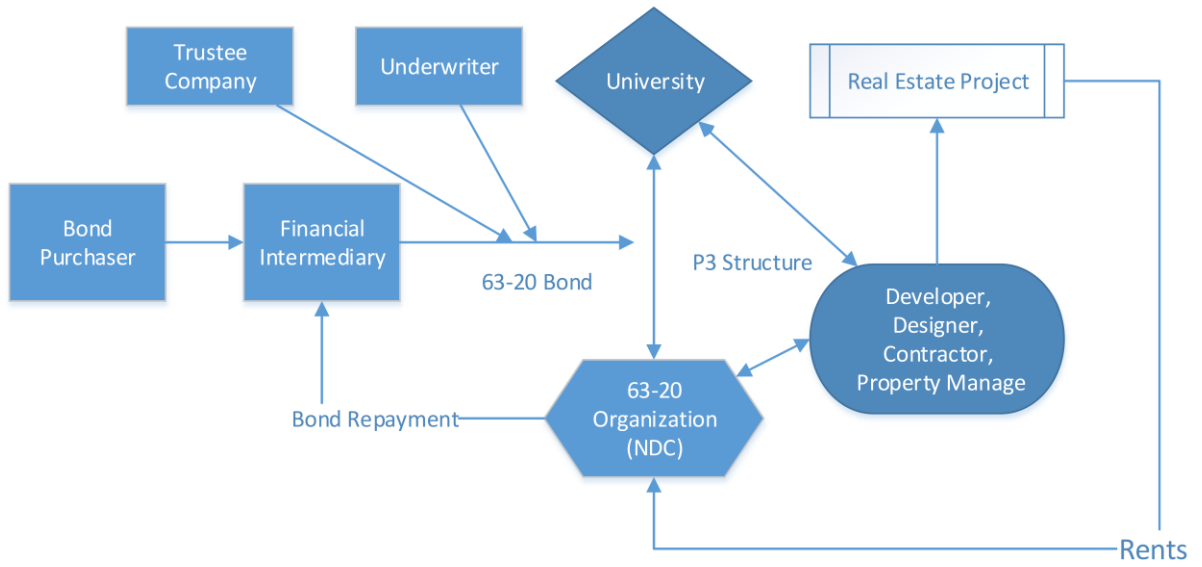 Trustee
Company
Underwriter
University
Real Estate Project
Bond
Purchaser
Financial
Intermediary
63-20 Bond
P3 Structure
Developer,
Designer,
Contractor,
Property Manage
63-20
Organization
(NDC)
Bond Repayment
Rents